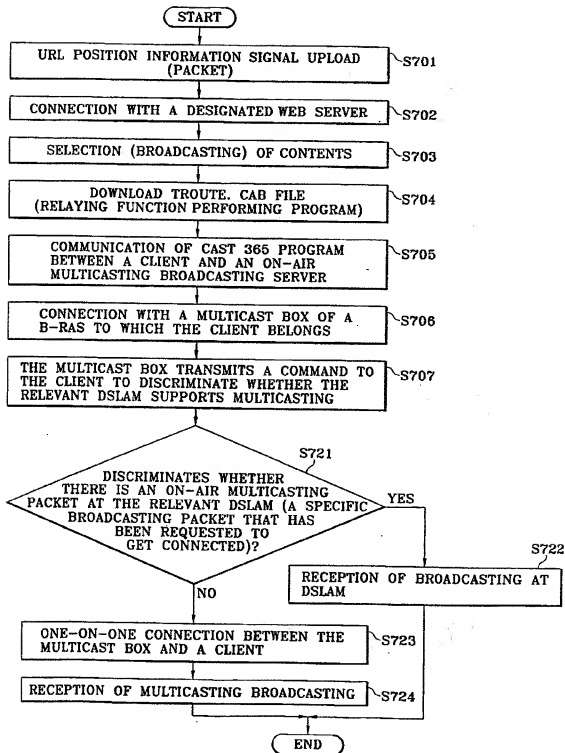 START
URL POSITION INFORMATION SIGNAL UPLOAD
(PACKET)
S701
CONNECTION WITH A DESIGNATED WEB SERVER
S702
SELECTION (BROADCASTING) OF CONTENTS
S703
DOWNLOAD TROUTE. CAB FILE
(RELAYING FUNCTION PERFORMING PROGRAM)
S704
COMMUNICATION OF CAST 365 PROGRAM
BETWEEN A CLIENT AND AN ON-AIR
MULTICASTING BROADCASTING SERVER
S705
CONNECTION WITH A MULTICAST BOX OF A
B-RAS TO WHICH THE CLIENT BELONGS
S706
THE MULTICAST BOX TRANSMITS A COMMAND TO
THE CLIENT TO DISCRIMINATE WHETHER THE
RELEVANT DSLAM SUPPORTS MULTICASTING
S707
S721
DISCRIMINATES WHETHER
THERE IS AN ON-AIR MULTICASTING
PACKET AT THE RELEVANT DSLAM (A SPECIFIC
BROADCASTING PACKET THAT HAS
BEEN REQUESTED TO
GET CONNECTED)?
YES
S722
RECEPTION OF BROADCASTING AT
DSLAM
NO
ONE-ON-ONE CONNECTION BETWEEN THE
MULTICAST BOX AND A CLIENT
S723
RECEPTION OF MULTICASTING BROADCASTING
S724
END